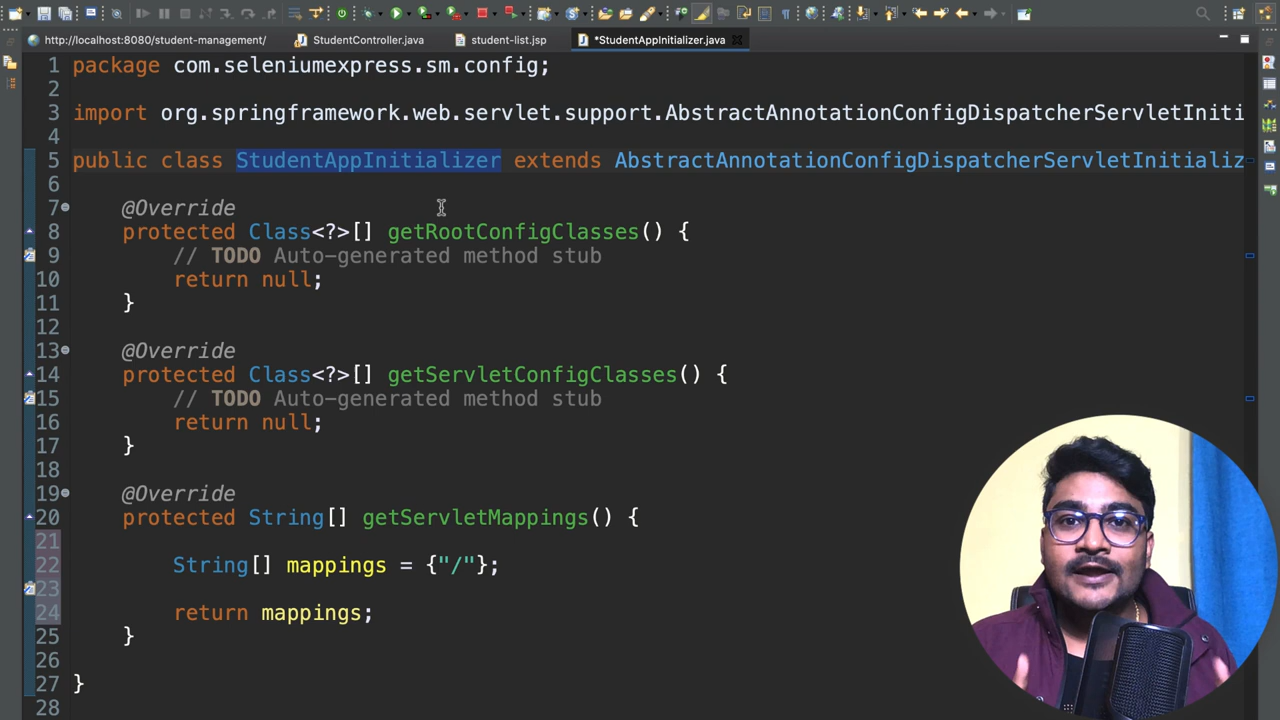 http://localhost:8080/student-management/
StudentController.java
student-list.jsp
*StudentAppInitializer.java
1 package com.seleniumexpress.sm.config;
2
3 import org.springframework.web.servlet.support.AbstractAnnotationConfigDispatcherServletIniti
4
5 public class StudentAppInitializer extends AbstractAnnotationConfigDispatcherServletInitializ
6
7 @Override
8 protected Class<?>[] getRootConfigClasses() {
9 // TODO Auto-generated method stub
10 return null;
11 }
12
13 @Override
14 protected Class<?>[] getServletConfigClasses() {
15 // TODO Auto-generated method stub
16 return null;
17 }
18
19 @Override
20 protected String[] getServletMappings() {
21
22 String[] mappings = {"/"};
23
24 return mappings;
25 }
26
27 }
28